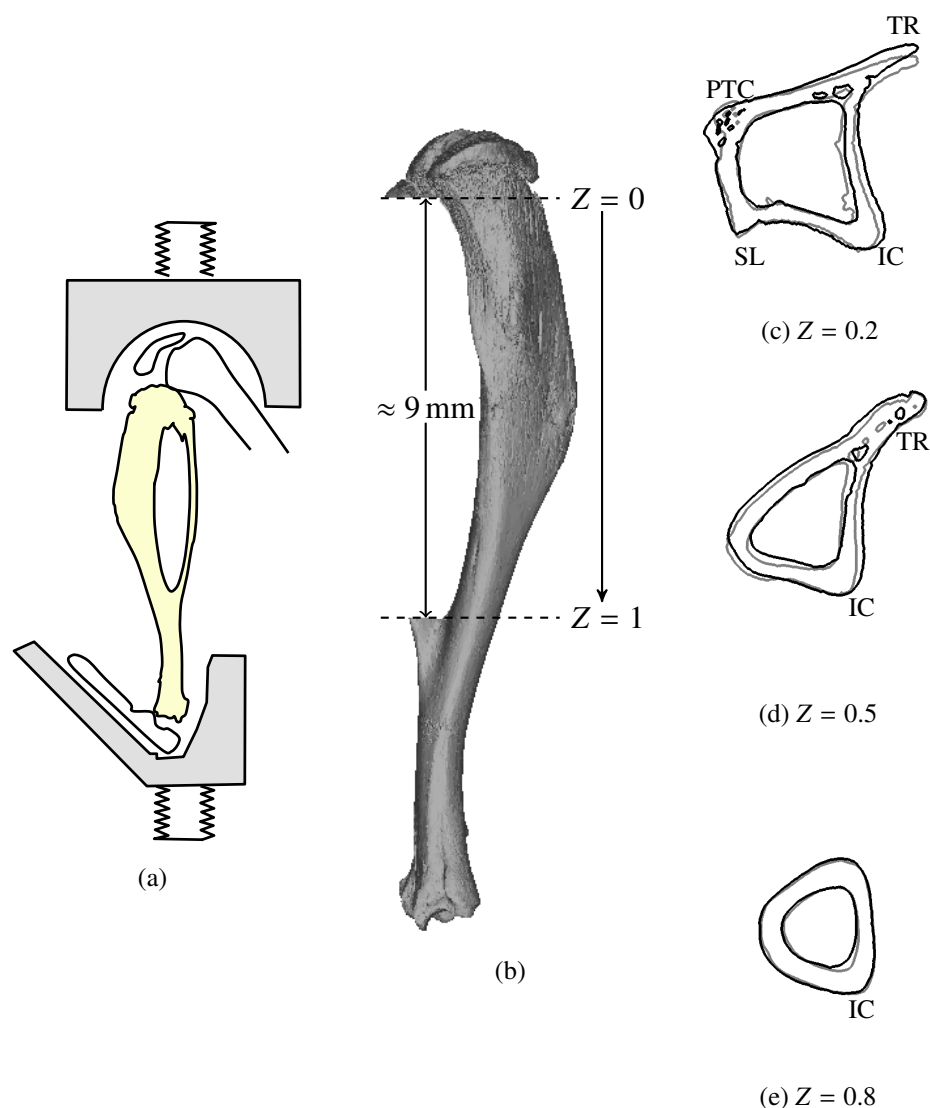 (a)
Z = 0
≈ 9 mm
Z = 1
(b)
TR
PTC
SL
IC
(c) Z = 0.2
TR
IC
(d) Z = 0.5
IC
(e) Z = 0.8